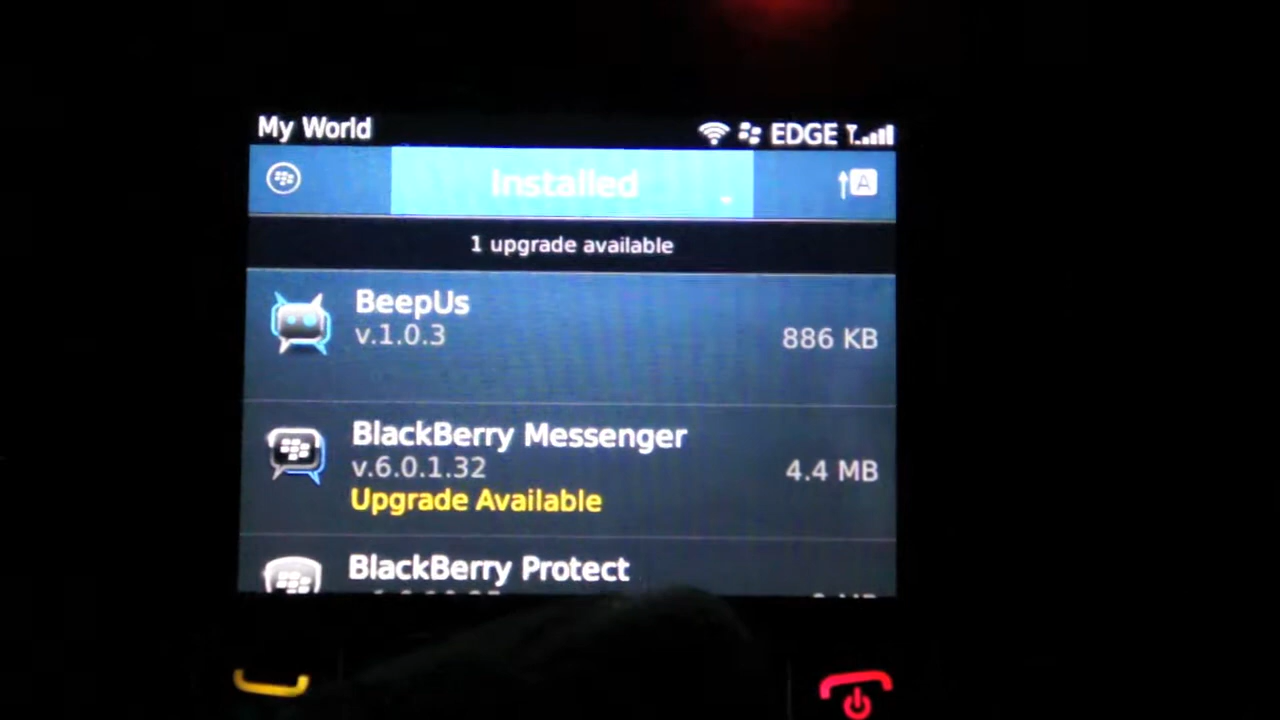 My World
EDGE
Installed
A
1 upgrade available
BeepUs
v.1.0.3
886 KB
BlackBerry Messenger
v.6.0.1.32
4.4 MB
Upgrade Available
BlackBerry Protect